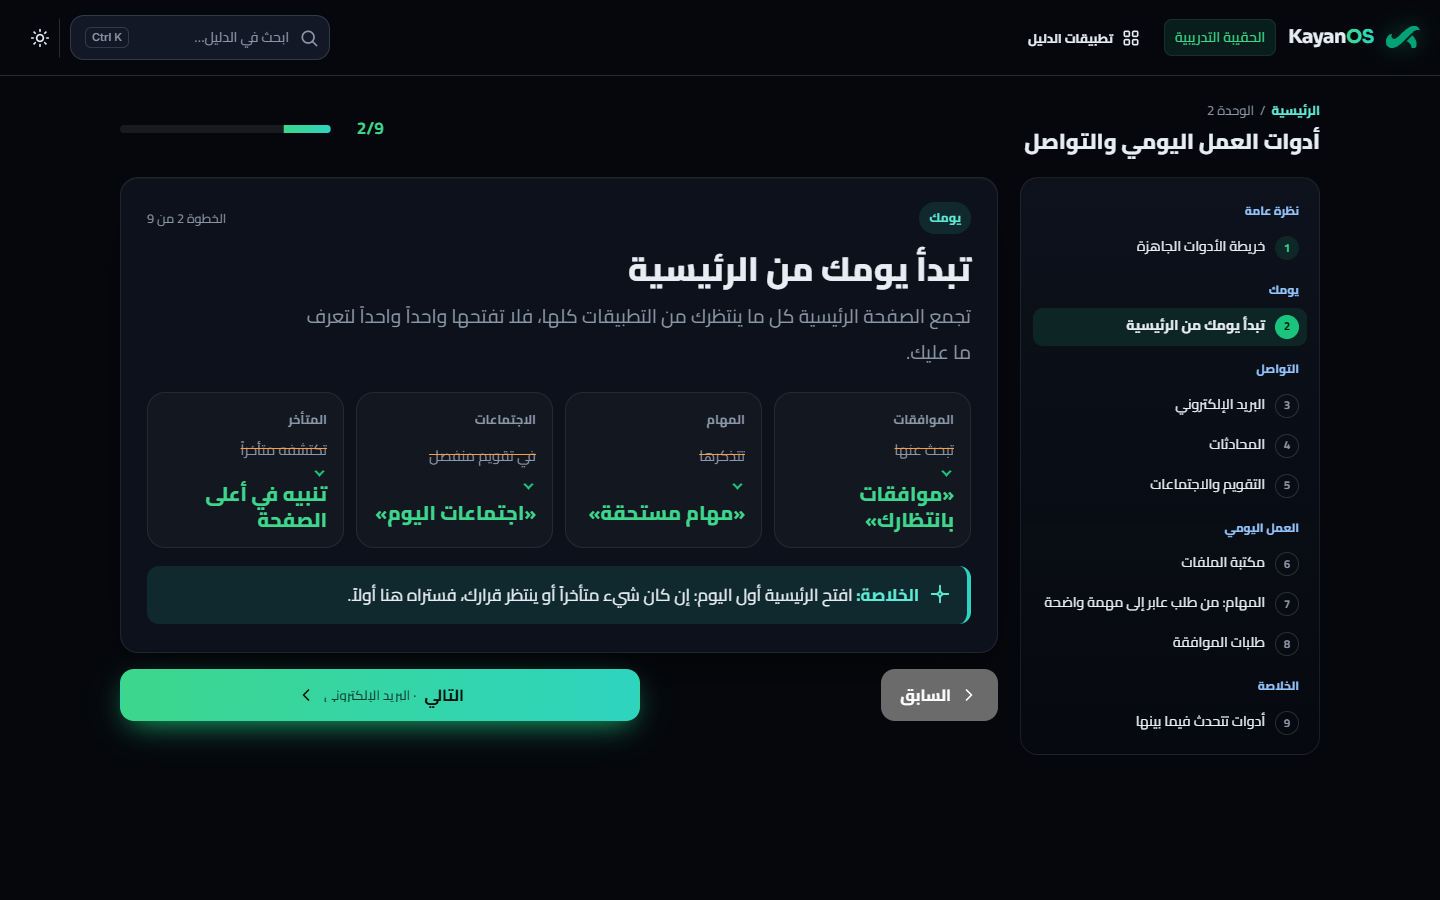 KayanOS
الحقيبة التدريبية
تطبيقات الدليل
ابحث في الدليل...
Ctrl K
الرئيسية / الوحدة 2
أدوات العمل اليومي والتواصل
2/9
نظرة عامة
1 خريطة الأدوات الجاهزة
يومك
2 تبدأ يومك من الرئيسية
التواصل
3 البريد الإلكتروني
4 المحادثات
5 التقويم والاجتماعات
العمل اليومي
6 مكتبة الملفات
7 المهام: من طلب عابر إلى مهمة واضحة
8 طلبات الموافقة
الخلاصة
9 أدوات تتحدث فيما بينها
يومك
الخطوة 2 من 9
تبدأ يومك من الرئيسية
تجمع الصفحة الرئيسية كل ما ينتظرك من التطبيقات كلها، فلا تفتحها واحداً واحداً لتعرف
ما عليك.
الموافقات
تبحث عنها
«موافقات
بانتظارك»
المهام
تتذكرها
«مهام مستحقة»
الاجتماعات
في تقويم منفصل
«اجتماعات اليوم»
المتأخر
تكتشفه متأخراً
تنبيه في أعلى
الصفحة
الخلاصة: افتح الرئيسية أول اليوم: إن كان شيء متأخراً أو ينتظر قرارك، فستراه هنا أولاً.
السابق
التالي · البريد الإلكتروني